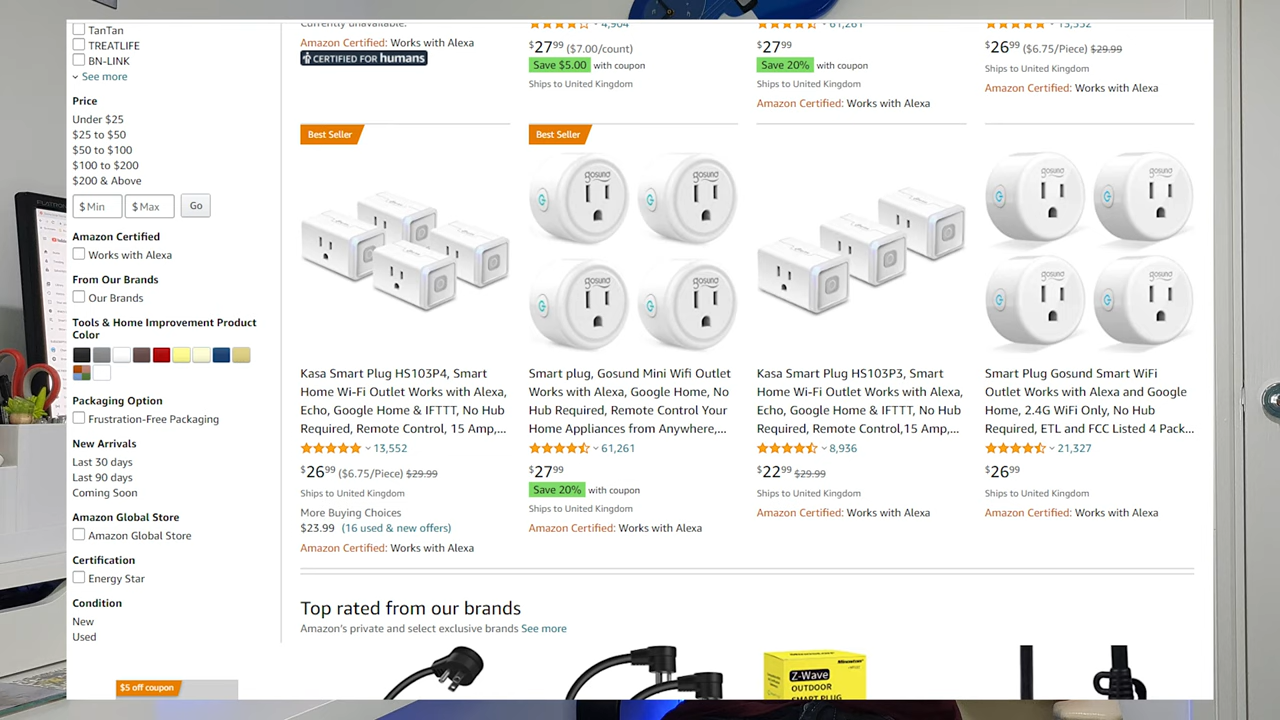 TanTan
TREATLIFE
BN-LINK
See more
Price
Under $25
$25 to $50
$50 to $100
$100 to $200
$200 & Above
$ Min $ Max Go
Amazon Certified
Works with Alexa
From Our Brands
Our Brands
Tools & Home Improvement Product
Color
Packaging Option
Frustration-Free Packaging
New Arrivals
Last 30 days
Last 90 days
Coming Soon
Amazon Global Store
Amazon Global Store
Certification
Energy Star
Condition
New
Used
$5 off coupon
Currently unavailable.
Amazon Certified: Works with Alexa
CERTIFIED FOR humans
4,904
$27.99 ($7.00/count)
Save $5.00 with coupon
Ships to United Kingdom
61,261
$27.99
Save 20% with coupon
Ships to United Kingdom
Amazon Certified: Works with Alexa
13,552
$26.99 ($6.75/Piece) $29.99
Ships to United Kingdom
Amazon Certified: Works with Alexa
Best Seller
Kasa Smart Plug HS103P4, Smart
Home Wi-Fi Outlet Works with Alexa,
Echo, Google Home & IFTTT, No Hub
Required, Remote Control, 15 Amp,...
13,552
$26.99 ($6.75/Piece) $29.99
Ships to United Kingdom
More Buying Choices
$23.99 (16 used & new offers)
Amazon Certified: Works with Alexa
Best Seller
gosund gosund
gosund gosund
Smart plug, Gosund Mini Wifi Outlet
Works with Alexa, Google Home, No
Hub Required, Remote Control Your
Home Appliances from Anywhere,...
61,261
$27.99
Save 20% with coupon
Ships to United Kingdom
Amazon Certified: Works with Alexa
Kasa Smart Plug HS103P3, Smart
Home Wi-Fi Outlet Works with Alexa,
Echo, Google Home & IFTTT, No Hub
Required, Remote Control,15 Amp,...
8,936
$22.99 $29.99
Ships to United Kingdom
Amazon Certified: Works with Alexa
gosund gosund
gosund gosund
Smart Plug Gosund Smart WiFi
Outlet Works with Alexa and Google
Home, 2.4G WiFi Only, No Hub
Required, ETL and FCC Listed 4 Pack...
21,327
$26.99
Ships to United Kingdom
Amazon Certified: Works with Alexa
Top rated from our brands
Amazon's private and select exclusive brands See more
Z-Wave
OUTDOOR
SMART PLUG